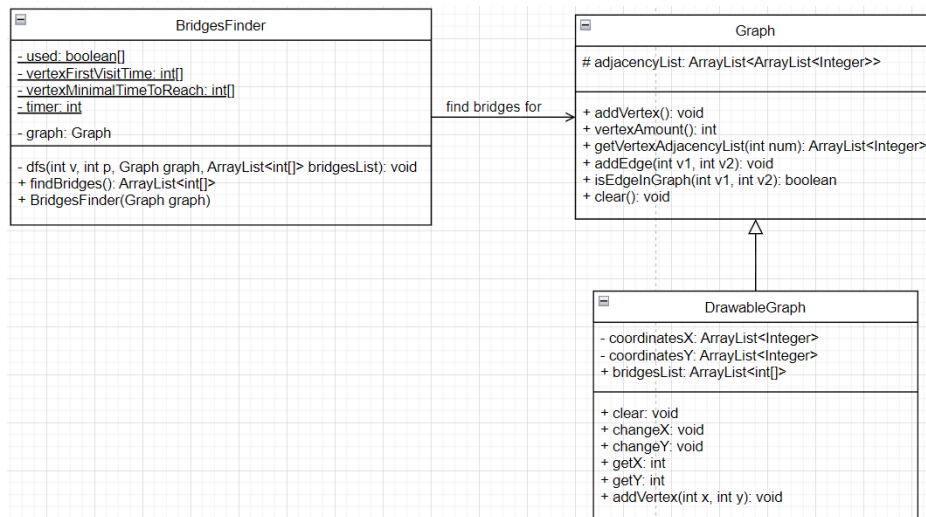 BridgesFinder
- used: boolean[]
- vertexFirstVisitTime: int[]
- vertexMinimalTimeToReach: int[]
- timer: int
- graph: Graph
- dfs(int v, int p, Graph graph, ArrayList<int[]> bridgesList): void
+ findBridges(): ArrayList<int[]>
+ BridgesFinder(Graph graph)
find bridges for
Graph
# adjacencyList: ArrayList<ArrayList<Integer>>
+ addVertex(): void
+ vertexAmount(): int
+ getVertexAdjacencyList(int num): ArrayList<Integer>
+ addEdge(int v1, int v2): void
+ isEdgeInGraph(int v1, int v2): boolean
+ clear(): void
DrawableGraph
- coordinatesX: ArrayList<Integer>
- coordinatesY: ArrayList<Integer>
+ bridgesList: ArrayList<int[]>
+ clear: void
+ changeX: void
+ changeY: void
+ getX: int
+ getY: int
+ addVertex(int x, int y): void